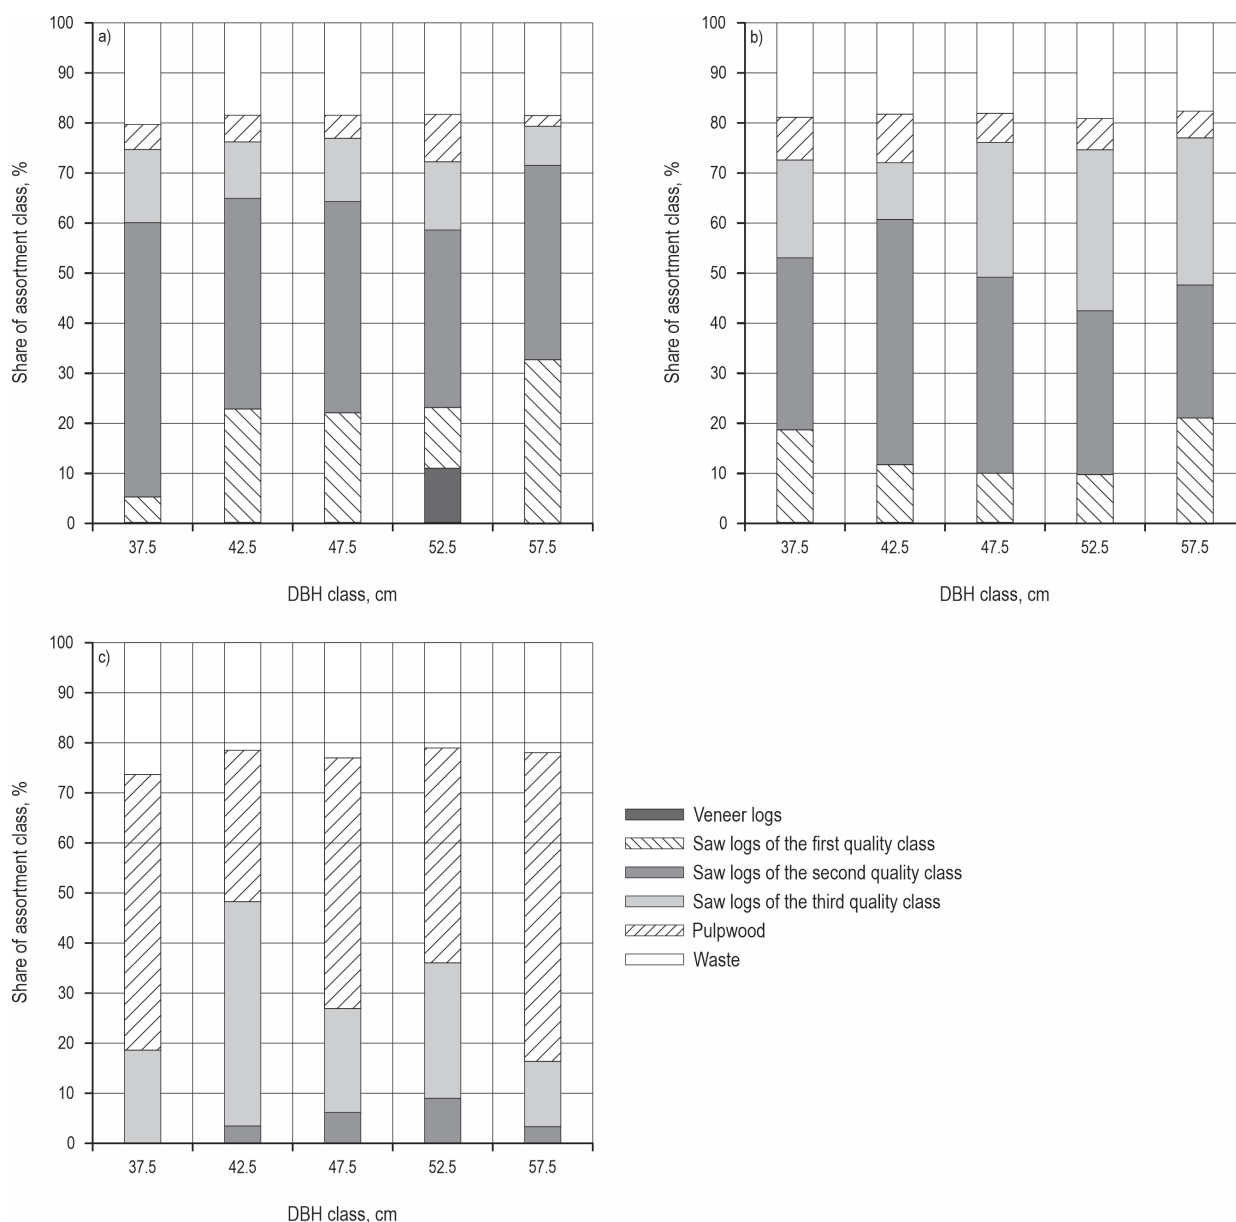 a)
100
90
80
70
60
50
40
30
20
10
0
Share of assortment class, %
37.5 42.5 47.5 52.5 57.5
DBH class, cm
b)
100
90
80
70
60
50
40
30
20
10
0
Share of assortment class, %
37.5 42.5 47.5 52.5 57.5
DBH class, cm
c)
100
90
80
70
60
50
40
30
20
10
0
Share of assortment class, %
37.5 42.5 47.5 52.5 57.5
DBH class, cm
Veneer logs
Saw logs of the first quality class
Saw logs of the second quality class
Saw logs of the third quality class
Pulpwood
Waste